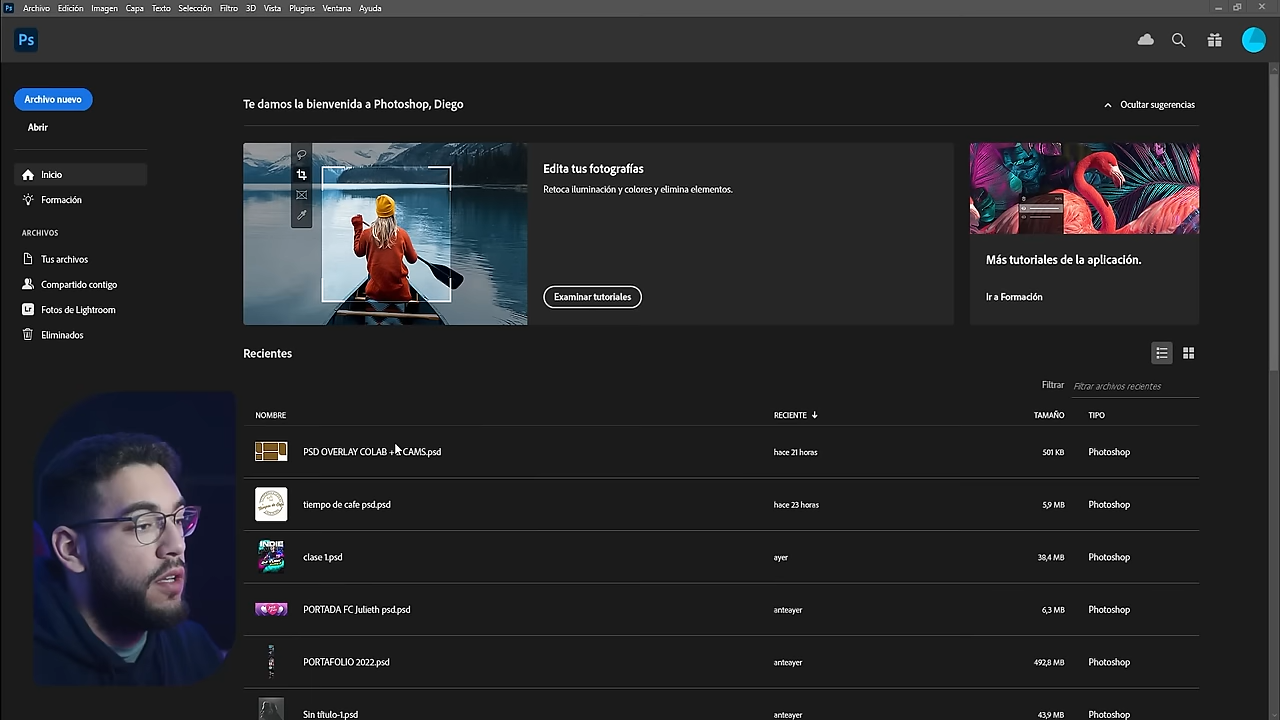 Ps Archivo Edición Imagen Capa Texto Selección Filtro 3D Vista Plugins Ventana Ayuda
Ps
Archivo nuevo
Abrir
Inicio
Formación
ARCHIVOS
Tus archivos
Compartido contigo
Lr Fotos de Lightroom
Eliminados
Te damos la bienvenida a Photoshop, Diego
Ocultar sugerencias
Edita tus fotografías
Retoca iluminación y colores y elimina elementos.
Examinar tutoriales
Más tutoriales de la aplicación.
Ir a Formación
Recientes
Filtrar Filtrar archivos recientes
NOMBRE RECIENTE TAMAÑO TIPO
PSD OVERLAY COLAB + CAMS.psd hace 21 horas 501 KB Photoshop
tiempo de cafe psd.psd hace 23 horas 5,9 MB Photoshop
clase 1.psd ayer 38,4 MB Photoshop
PORTADA FC Julieth psd.psd anteayer 6,3 MB Photoshop
PORTAFOLIO 2022.psd anteayer 492,8 MB Photoshop
Sin título-1.psd anteayer 43,9 MB Photoshop